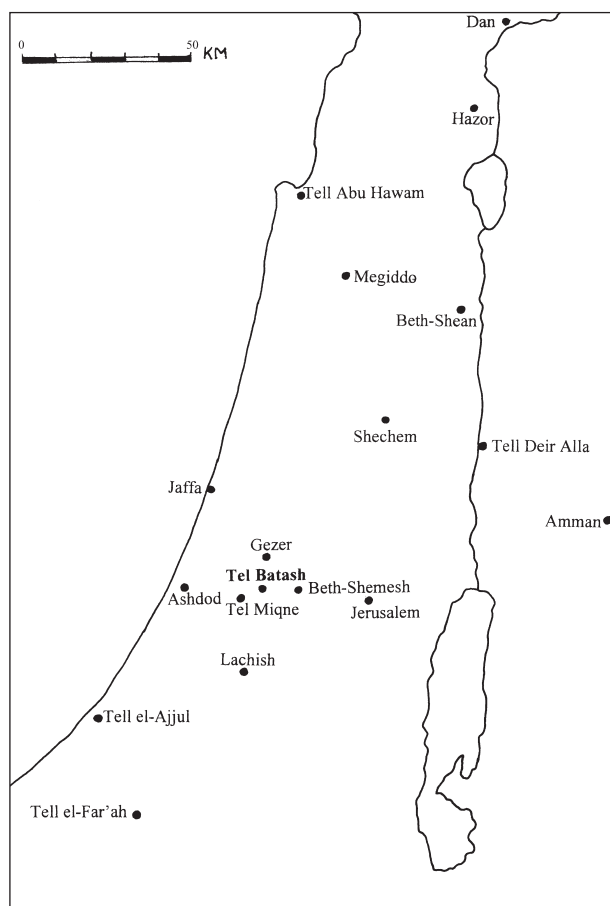 Dan
0 50
KM
Hazor
Tell Abu Hawam
Megiddo
Beth-Shean
Shechem
Tell Deir Alla
Jaffa
Amman
Gezer
Tel Batash
Beth-Shemesh
Ashdod
Tel Miqne
Jerusalem
Lachish
Tell el-Ajjul
Tell el-Far'ah